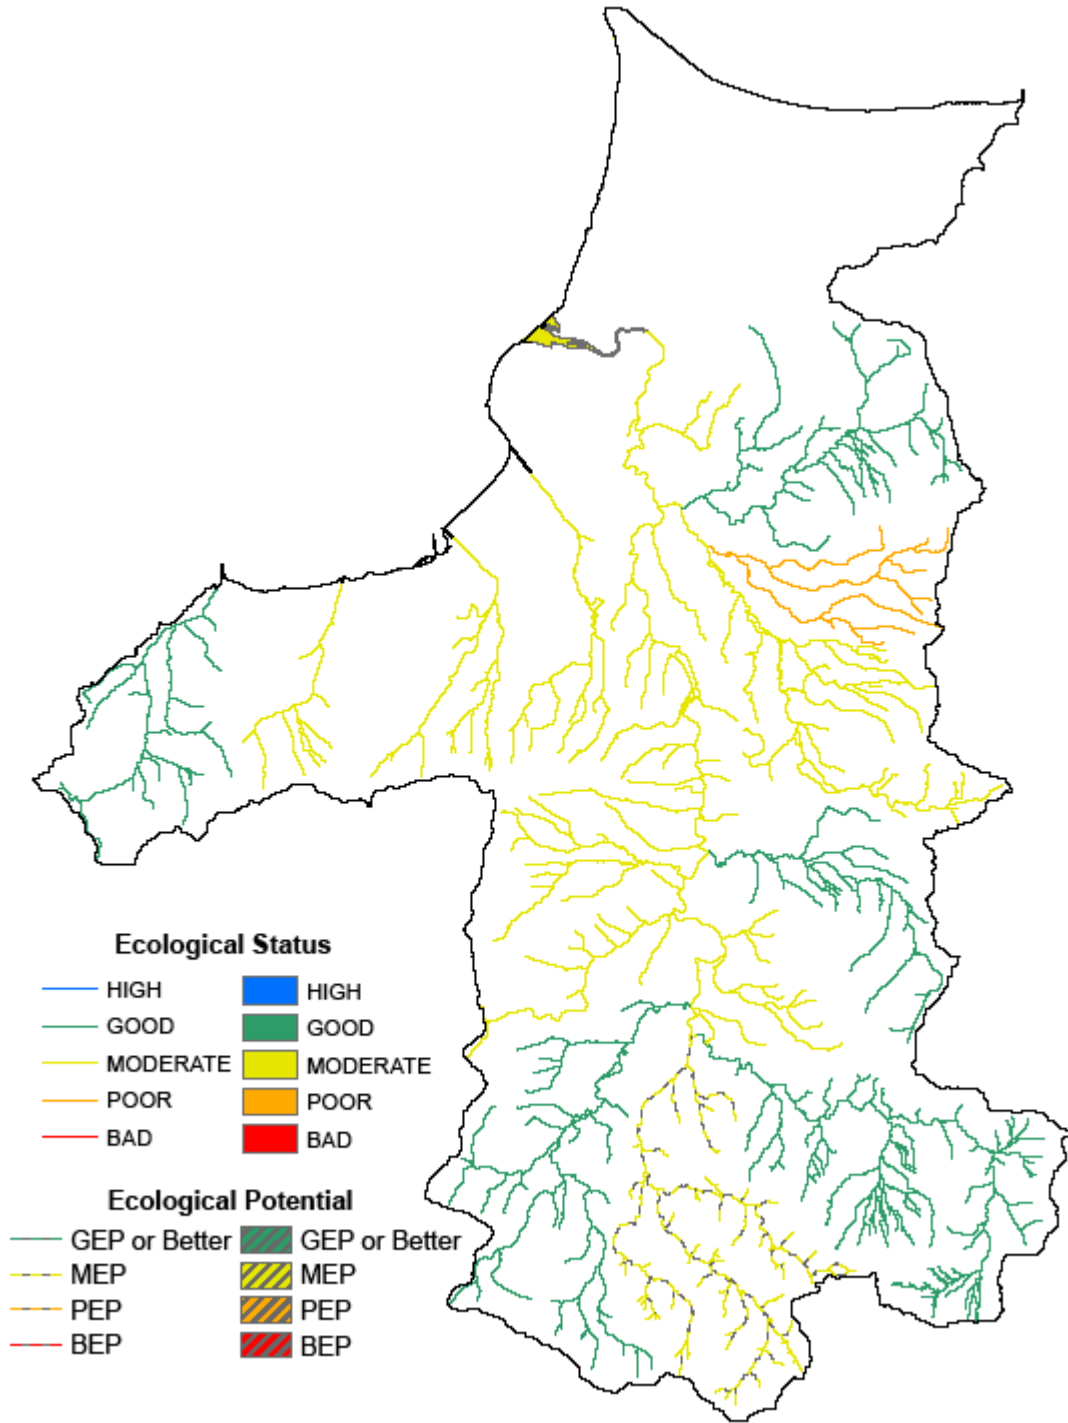 Ecological Status
HIGH HIGH
GOOD GOOD
MODERATE MODERATE
POOR POOR
BAD BAD
Ecological Potential
GEP or Better GEP or Better
MEP MEP
PEP PEP
BEP BEP